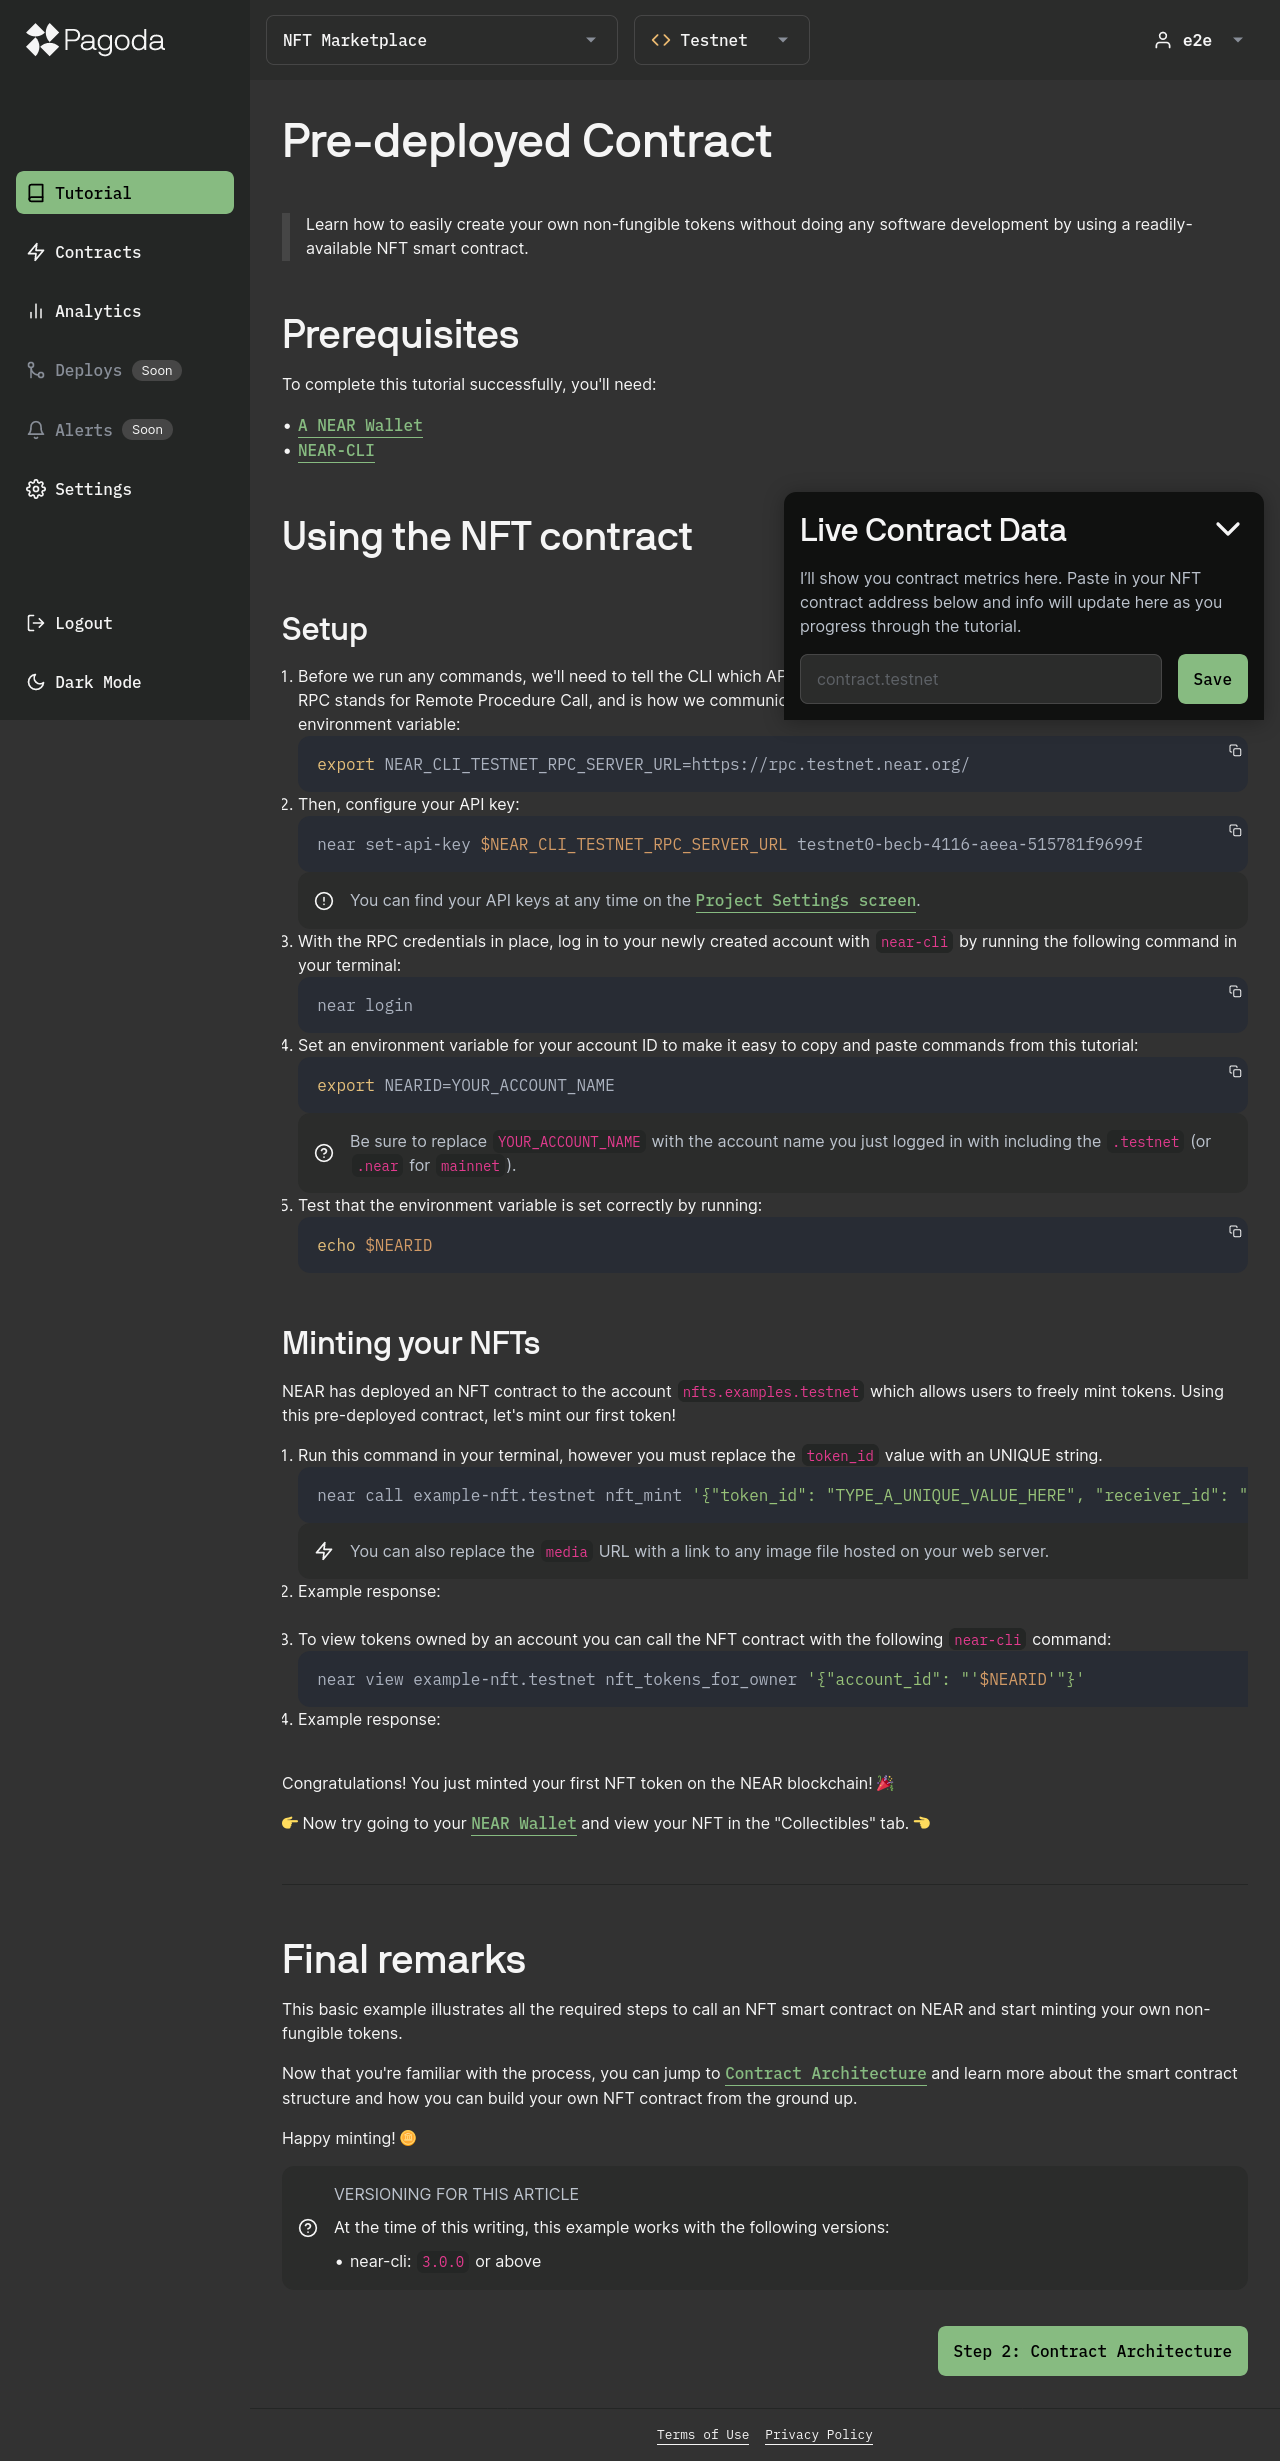 Pagoda
NFT Marketplace
Testnet
e2e
Tutorial
Contracts
Analytics
Deploys Soon
Alerts Soon
Settings
Logout
Dark Mode
Pre-deployed Contract
Learn how to easily create your own non-fungible tokens without doing any software development by using a readily-
available NFT smart contract.
Prerequisites
To complete this tutorial successfully, you'll need:
• A NEAR Wallet
• NEAR-CLI
Using the NFT contract
Live Contract Data
I'll show you contract metrics here. Paste in your NFT
contract address below and info will update here as you
progress through the tutorial.
contract.testnet
Save
Setup
1. Before we run any commands, we'll need to tell the CLI which
RPC stands for Remote Procedure Call, and is how we
environment variable:
export NEAR_CLI_TESTNET_RPC_SERVER_URL=https://rpc.testnet.near.org/
2. Then, configure your API key:
near set-api-key $NEAR_CLI_TESTNET_RPC_SERVER_URL testnet0-becb-4116-aeea-515781f9699f
You can find your API keys at any time on the Project Settings screen.
3. With the RPC credentials in place, log in to your newly created account with near-cli by running the following command in
your terminal:
near login
4. Set an environment variable for your account ID to make it easy to copy and paste commands from this tutorial:
export NEARID=YOUR_ACCOUNT_NAME
Be sure to replace YOUR_ACCOUNT_NAME with the account name you just logged in with including the .testnet (or
.near for mainnet ).
5. Test that the environment variable is set correctly by running:
echo $NEARID
Minting your NFTs
NEAR has deployed an NFT contract to the account nfts.examples.testnet which allows users to freely mint tokens. Using
this pre-deployed contract, let's mint our first token!
1. Run this command in your terminal, however you must replace the token_id value with an UNIQUE string.
near call example-nft.testnet nft_mint '{"token_id": "TYPE_A_UNIQUE_VALUE_HERE", "receiver_id": "
You can also replace the media URL with a link to any image file hosted on your web server.
2. Example response:
3. To view tokens owned by an account you can call the NFT contract with the following near-cli command:
near view example-nft.testnet nft_tokens_for_owner '{"account_id": "'$NEARID'"}'
4. Example response:
Congratulations! You just minted your first NFT token on the NEAR blockchain! 🎉
👉 Now try going to your NEAR Wallet and view your NFT in the "Collectibles" tab. 👈
Final remarks
This basic example illustrates all the required steps to call an NFT smart contract on NEAR and start minting your own non-
fungible tokens.
Now that you're familiar with the process, you can jump to Contract Architecture and learn more about the smart contract
structure and how you can build your own NFT contract from the ground up.
Happy minting! 🪙
VERSIONING FOR THIS ARTICLE
At the time of this writing, this example works with the following versions:
• near-cli: 3.0.0 or above
Step 2: Contract Architecture
Terms of Use Privacy Policy